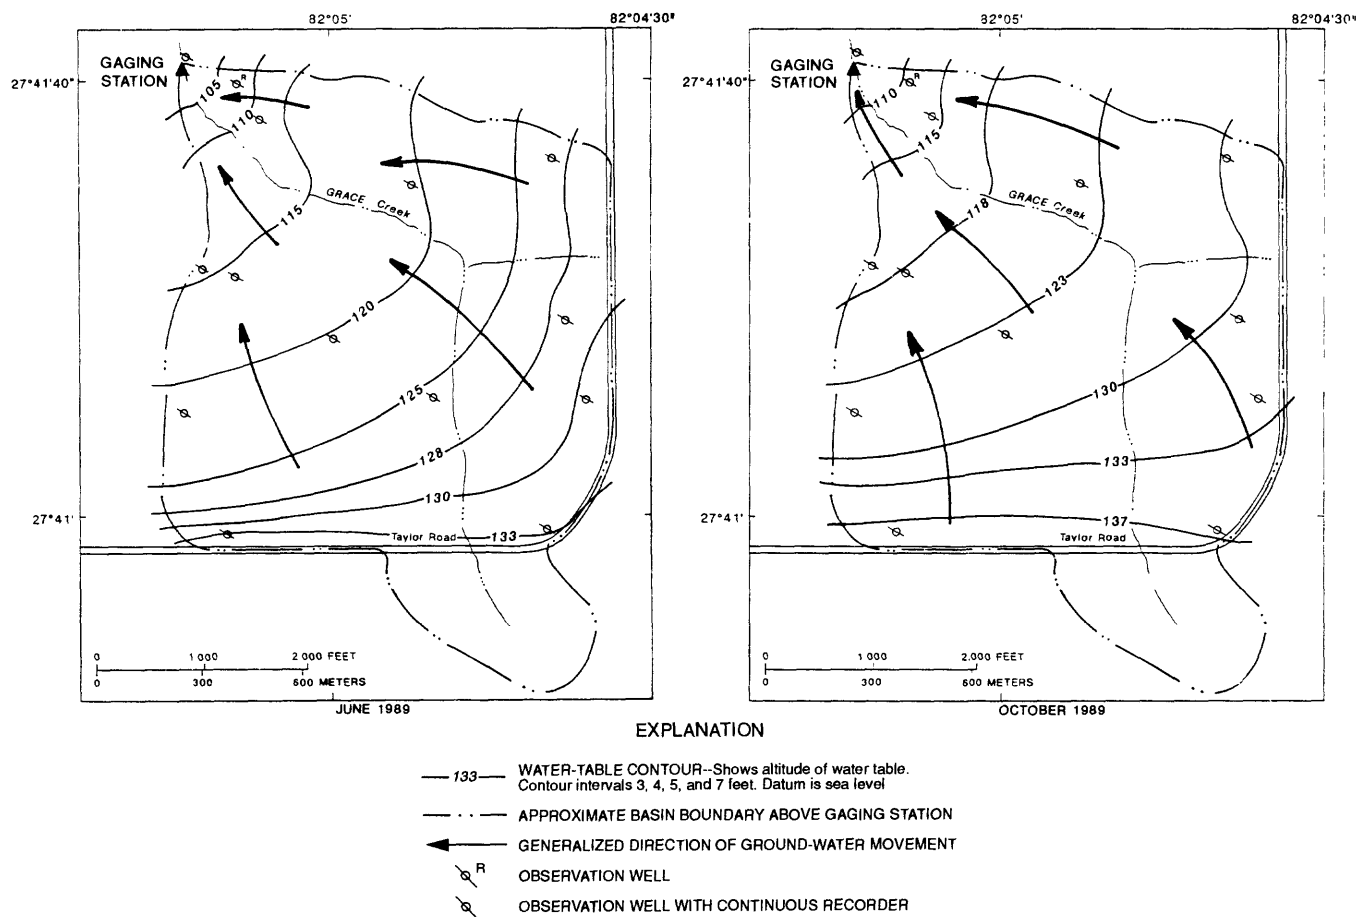 82°05'
82°04'30"
82°05'
82°04'30"
GAGING
STATION
27°41'40"
R
105
110
GRACE Creek
115
120
125
128
130
27°41'
Taylor Road
133
0 1 000 2 000 FEET
0 300 600 METERS
JUNE 1989
GAGING
STATION
27°41'40"
R
110
115
GRACE Creek
118
123
130
133
27°41'
137
Taylor Road
0 1 000 2 000 FEET
0 300 600 METERS
OCTOBER 1989
EXPLANATION
133 WATER-TABLE CONTOUR--Shows altitude of water table.
Contour intervals 3, 4, 5, and 7 feet. Datum is sea level
APPROXIMATE BASIN BOUNDARY ABOVE GAGING STATION
GENERALIZED DIRECTION OF GROUND-WATER MOVEMENT
R OBSERVATION WELL
OBSERVATION WELL WITH CONTINUOUS RECORDER